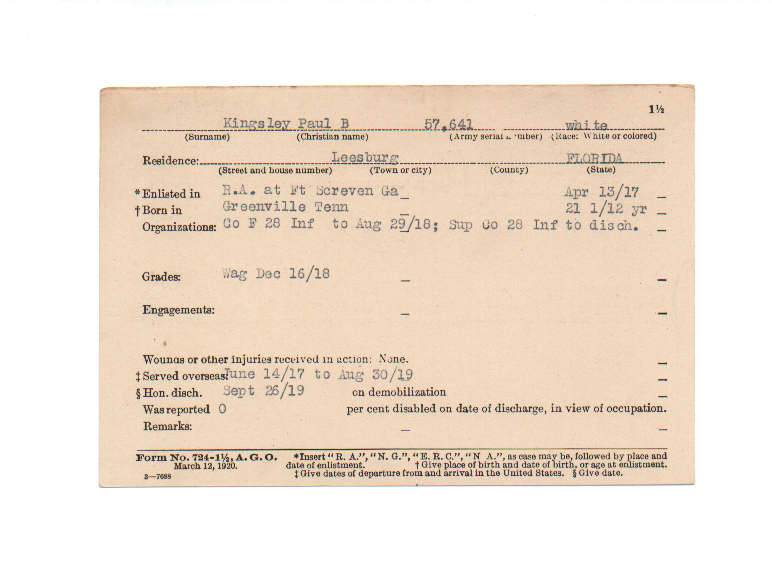 1½
Kingsley Paul B 57,641 white
(Surname) (Christian name) (Army serial number) (Race: White or colored)
Residence: Leesburg FLORIDA
(Street and house number) (Town or city) (County) (State)
*Enlisted in R.A. at Ft Screven Ga Apr 13/17
†Born in Greenville Tenn 21 1/12 yr
Organizations: Co F 28 Inf to Aug 29/18; Sup Co 28 Inf to disch.
Grades: Wag Dec 16/18
Engagements:
Wounds or other injuries received in action: None.
‡Served overseas: June 14/17 to Aug 30/19
§Hon. disch. Sept 26/19 on demobilization
Was reported 0 per cent disabled on date of discharge, in view of occupation.
Remarks:
Form No. 724-1½, A. G. O. *Insert "R. A.", "N. G.", "E. R. C.", "N A.", as case may be, followed by place and
March 12, 1920. date of enlistment. †Give place of birth and date of birth, or age at enlistment.
3—7688 ‡Give dates of departure from and arrival in the United States. §Give date.